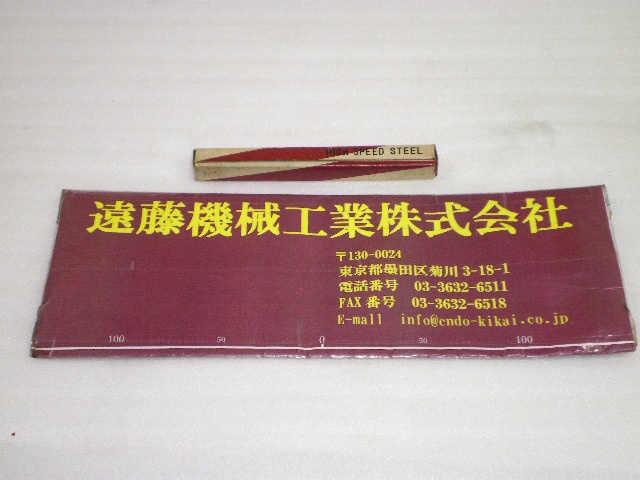 HIGH SPEED STEEL
遠藤機械工業株式会社
〒130-0024
東京都墨田区菊川 3-18-1
電話番号 03-3632-6511
FAX 番号 03-3632-6518
E-mail info@endo-kikai.co.jp
100 50 0 50 100